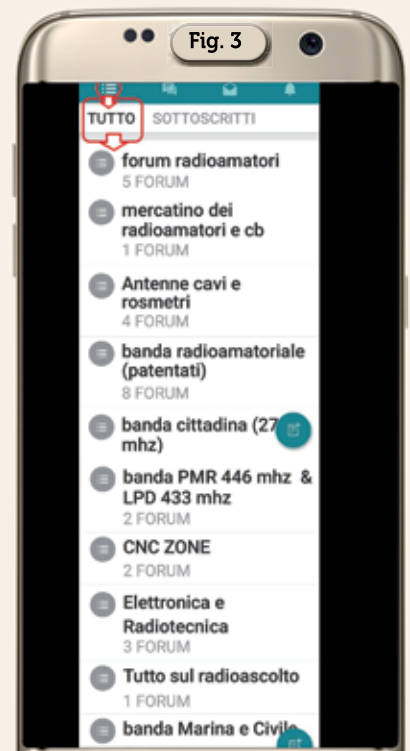 Fig. 3
TUTTO SOTTOSCRITTI
forum radioamatori
5 FORUM
mercatino dei
radioamatori e cb
1 FORUM
Antenne cavi e
rosmetri
4 FORUM
banda radioamatoriale
(patentati)
8 FORUM
banda cittadina (27
mhz)
banda PMR 446 mhz &
LPD 433 mhz
2 FORUM
CNC ZONE
2 FORUM
Elettronica e
Radiotecnica
3 FORUM
Tutto sul radioascolto
1 FORUM
banda Marina e Civile